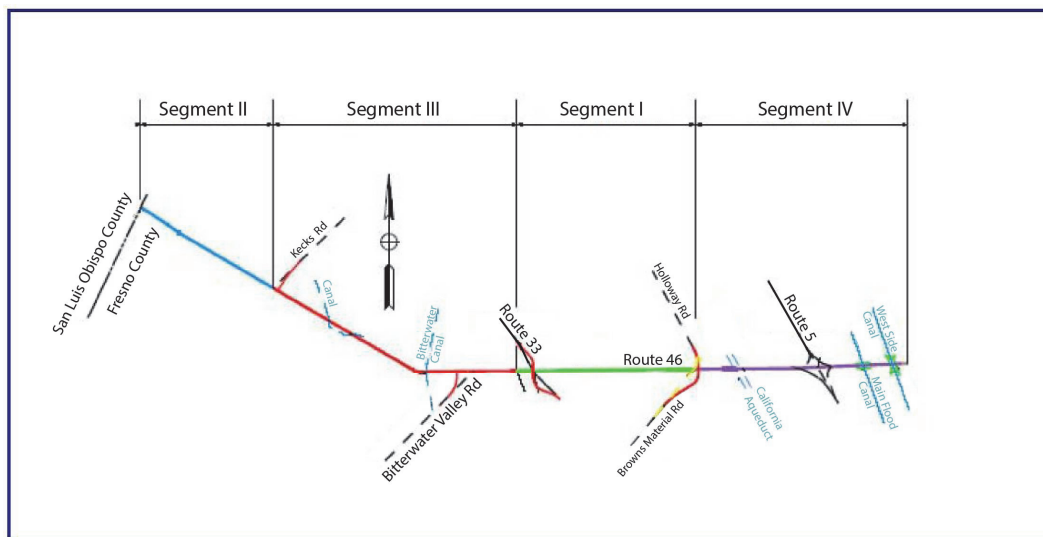 Segment II
Segment III
Segment I
Segment IV
San Luis Obispo County
Fresno County
Kecks Rd
Canal
Bitterwater
Canal
Bitterwater Valley Rd
Route 33
Route 46
Holloway Rd
Browns Material Rd
California
Aqueduct
Route 5
West Side
Canal
Main Flood
Canal